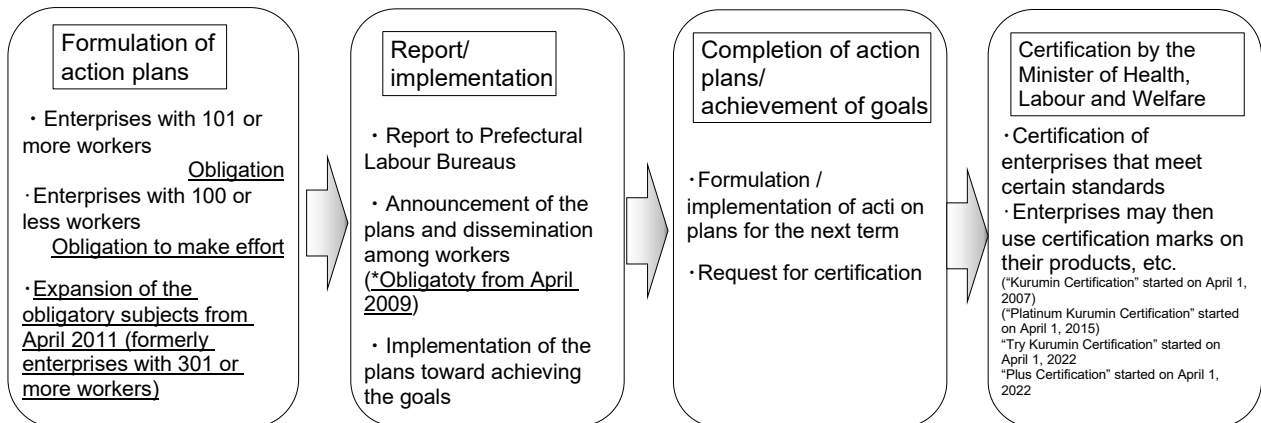 Formulation of
action plans
・Enterprises with 101 or
more workers
Obligation
·Enterprises with 100 or
less workers
Obligation to make effort
·Expansion of the
obligatory subjects from
April 2011 (formerly
enterprises with 301 or
more workers)
Report/
implementation
・Report to Prefectural
Labour Bureaus
・Announcement of the
plans and dissemination
among workers
(*Obligatoty from April
2009)
・Implementation of the
plans toward achieving
the goals
Completion of action
plans/
achievement of goals
·Formulation /
implementation of acti on
plans for the next term
·Request for certification
Certification by the
Minister of Health,
Labour and Welfare
·Certification of
enterprises that meet
certain standards
·Enterprises may then
use certification marks on
their products, etc.
("Kurumin Certification" started on April 1,
2007)
("Platinum Kurumin Certification" started
on April 1, 2015)
"Try Kurumin Certification" started on
April 1, 2022
"Plus Certification" started on April 1,
2022